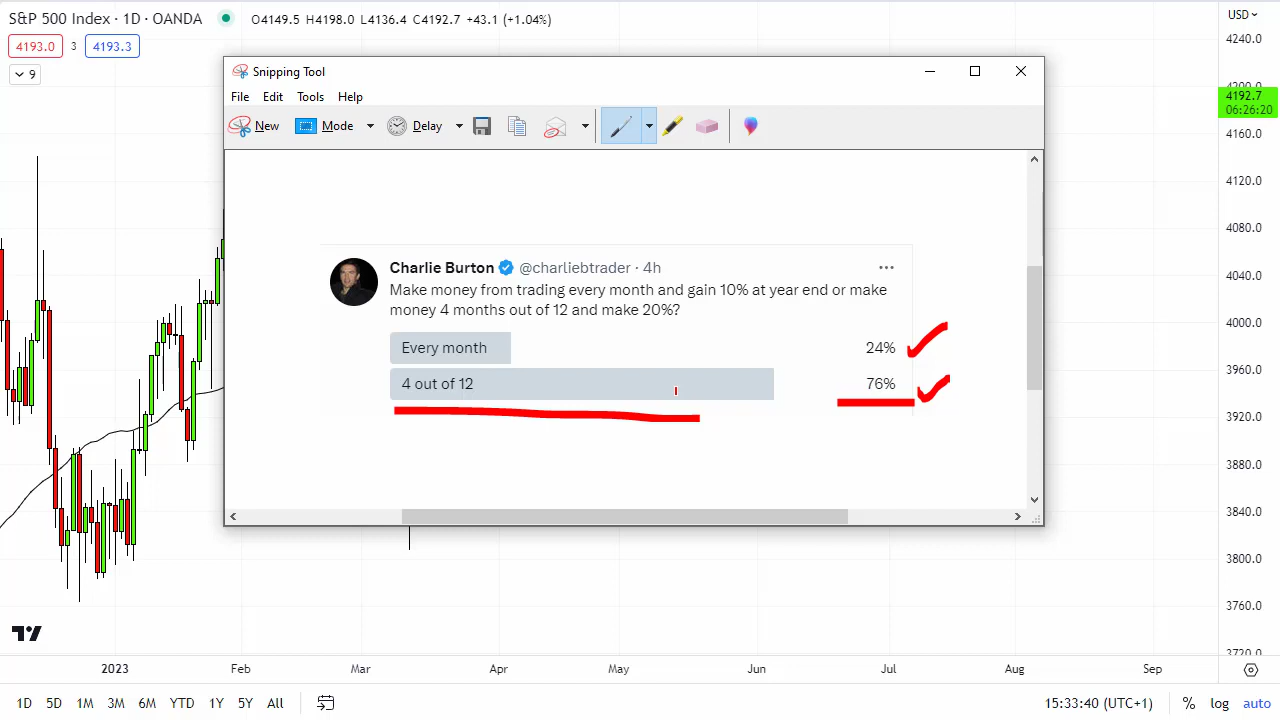 S&P 500 Index · 1D · OANDA
O4149.5 H4198.0 L4136.4 C4192.7 +43.1 (+1.04%)
USD
4193.0 3 4193.3
9
Snipping Tool
File Edit Tools Help
New Mode Delay
Charlie Burton @charliebtrader · 4h
Make money from trading every month and gain 10% at year end or make
money 4 months out of 12 and make 20%?
Every month 24%
4 out of 12 76%
4240.0
4200.0
4192.7
06:26:20
4160.0
4120.0
4080.0
4040.0
4000.0
3960.0
3920.0
3880.0
3840.0
3800.0
3760.0
3720.0
2023 Feb Mar Apr May Jun Jul Aug Sep
1D 5D 1M 3M 6M YTD 1Y 5Y All
15:33:40 (UTC+1) % log auto